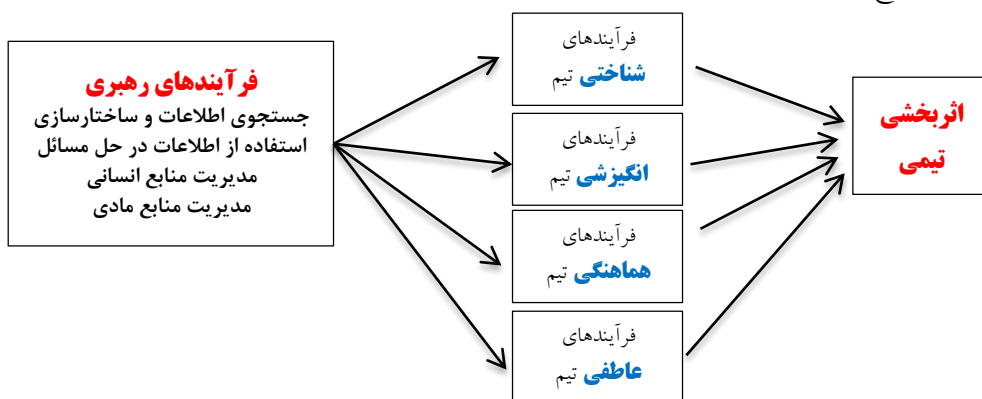 فرآیندهای رهبری
جستجوی اطلاعات و ساختارسازی
استفاده از اطلاعات در حل مسائل
مدیریت منابع انسانی
مدیریت منابع مادی
فرآیندهای
شناختی تیم
فرآیندهای
انگیزشی تیم
فرآیندهای
هماهنگی تیم
فرآیندهای
عاطفی تیم
اثربخشی
تیمی